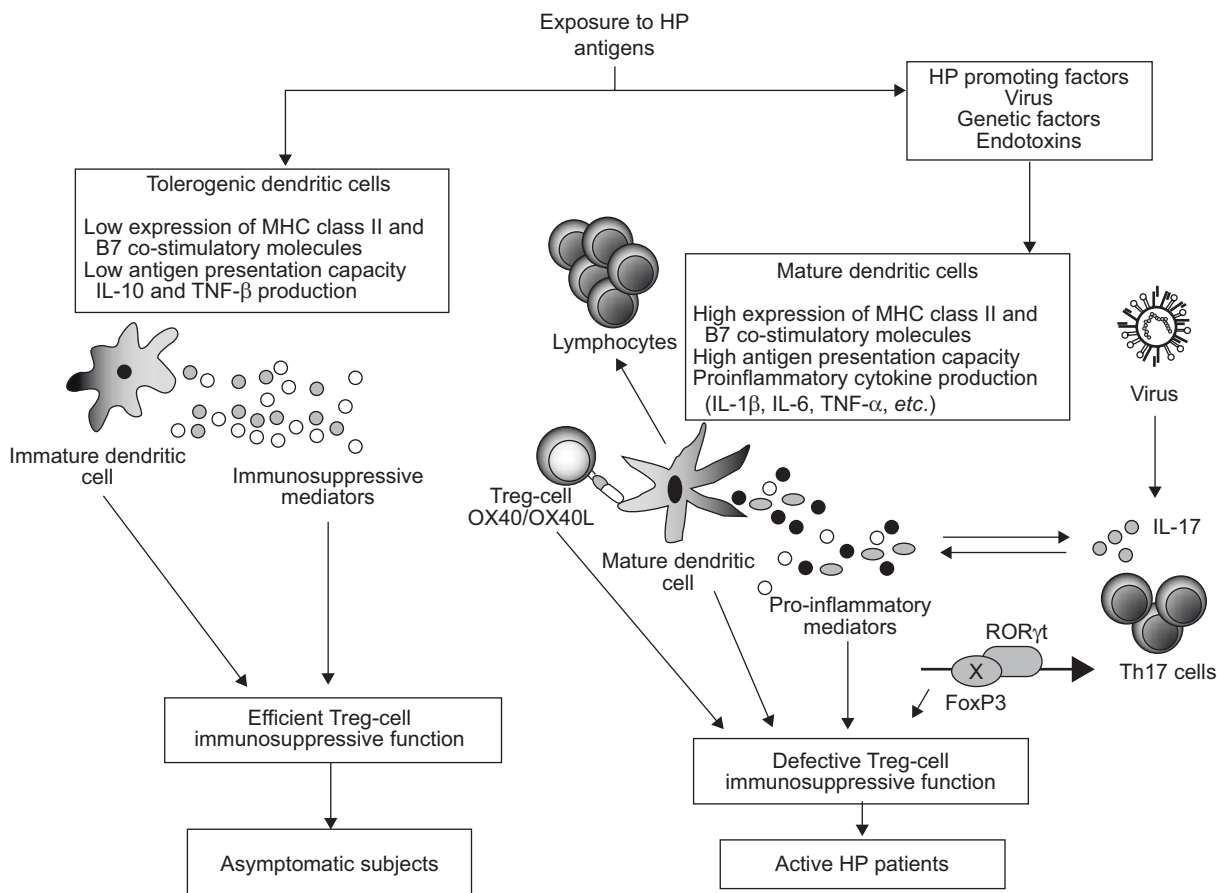 Exposure to HP
antigens
HP promoting factors
Virus
Genetic factors
Endotoxins
Tolerogenic dendritic cells
Low expression of MHC class II and
B7 co-stimulatory molecules
Low antigen presentation capacity
IL-10 and TNF-β production
Lymphocytes
Mature dendritic cells
High expression of MHC class II and
B7 co-stimulatory molecules
High antigen presentation capacity
Proinflammatory cytokine production
(IL-1β, IL-6, TNF-α, etc.)
Virus
Immature dendritic
cell
Immunosuppressive
mediators
Treg-cell
OX40/OX40L
Mature dendritic
cell
Pro-inflammatory
mediators
IL-17
Th17 cells
RORγt
X
FoxP3
Efficient Treg-cell
immunosuppressive function
Defective Treg-cell
immunosuppressive function
Asymptomatic subjects
Active HP patients